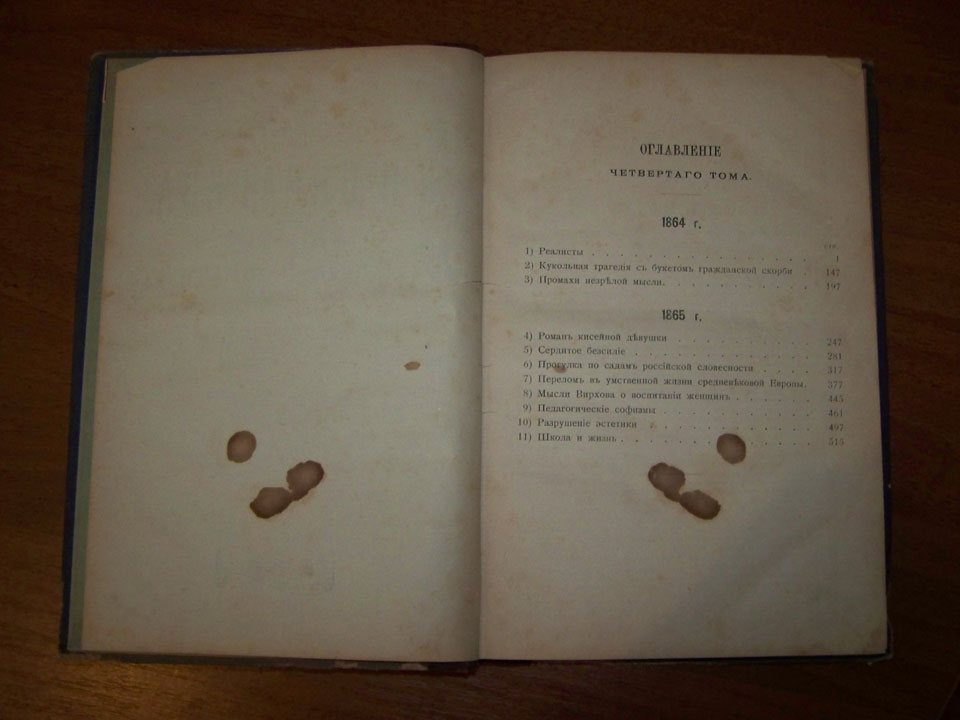 ОГЛАВЛЕНІЕ
ЧЕТВЕРТАГО ТОМА.
1864 г.
стр.
1) Реалисты . . . . . . . . . . . . . . . . 1
2) Кукольная трагедія съ букетомъ гражданской скорби . 147
3) Промахи незрѣлой мысли. . . . . . . . . . . 197
1865 г.
4) Романъ кисейной дѣвушки . . . . . . . . . . . 247
5) Сердитое безсиліе . . . . . . . . . . . . . 281
6) Прогулка по садамъ россійской словесности . . . . . 317
7) Переломъ въ умственной жизни средневѣковой Европы. 377
8) Мысли Вирхова о воспитаніи женщинъ . . . . . . 445
9) Педагогическіе софизмы . . . . . . . . . . . 461
10) Разрушеніе эстетики . . . . . . . . . . . . 497
11) Школа и жизнь . . . . . . . . . . . . . . 515